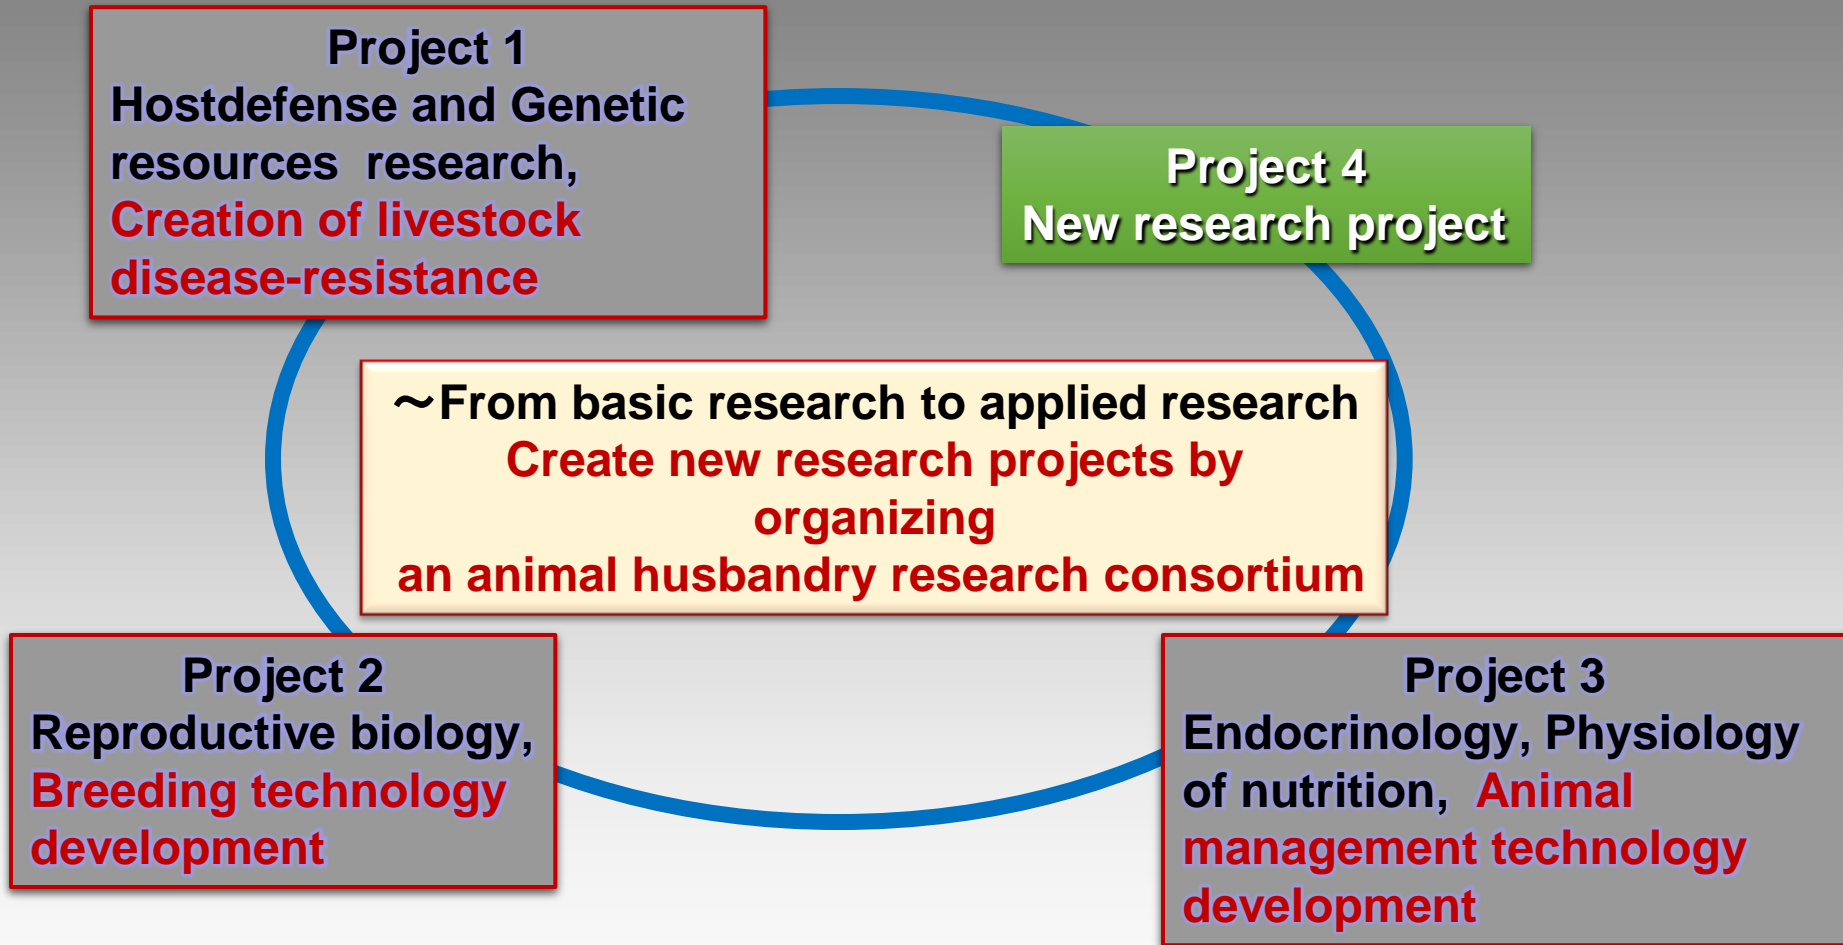 Project 1
Hostdefense and Genetic
resources research,
Creation of livestock
disease-resistance
Project 4
New research project
～From basic research to applied research
Create new research projects by
organizing
an animal husbandry research consortium
Project 2
Reproductive biology,
Breeding technology
development
Project 3
Endocrinology, Physiology
of nutrition, Animal
management technology
development